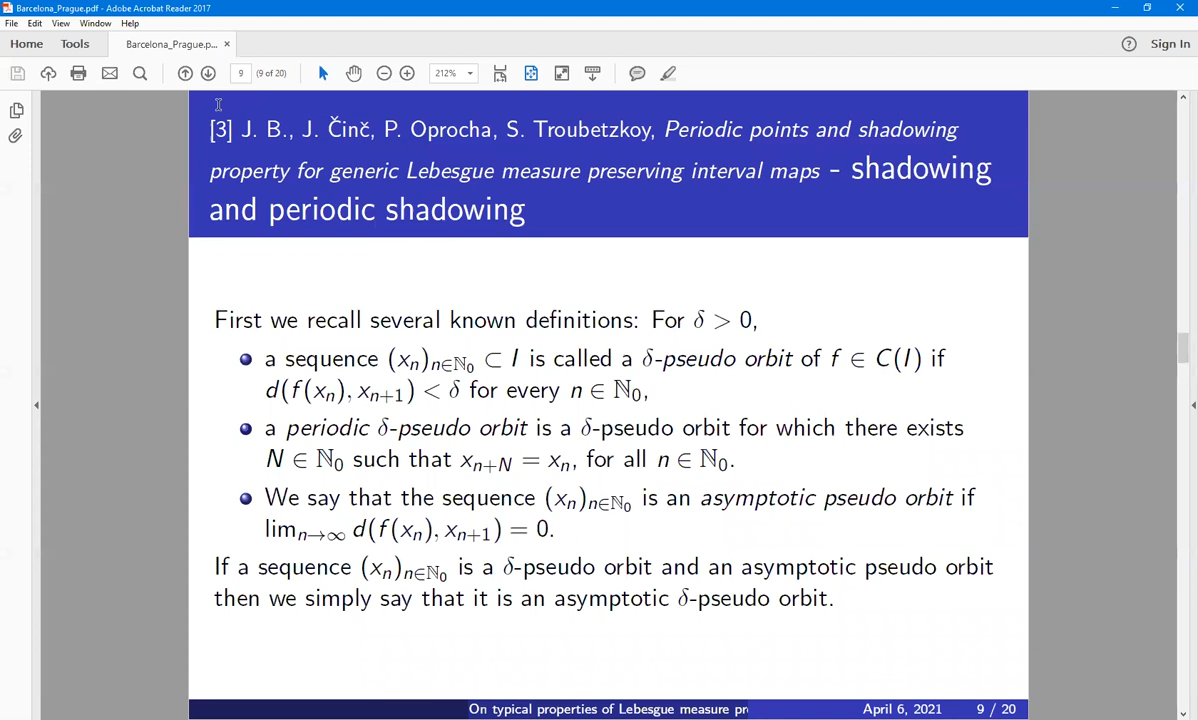 Barcelona_Prague.pdf - Adobe Acrobat Reader 2017
File Edit View Window Help
Home Tools Barcelona_Prague.p... × Sign In
9 (9 of 20) 212%
[3] J. B., J. Činč, P. Oprocha, S. Troubetzkoy, Periodic points and shadowing
property for generic Lebesgue measure preserving interval maps - shadowing
and periodic shadowing
First we recall several known definitions: For δ > 0,
a sequence (xₙ)ₙ∈ℕ₀ ⊂ I is called a δ-pseudo orbit of f ∈ C(I) if
d(f(xₙ), xₙ₊₁) < δ for every n ∈ ℕ₀,
a periodic δ-pseudo orbit is a δ-pseudo orbit for which there exists
N ∈ ℕ₀ such that xₙ₊N = xₙ, for all n ∈ ℕ₀.
We say that the sequence (xₙ)ₙ∈ℕ₀ is an asymptotic pseudo orbit if
limₙ→∞ d(f(xₙ), xₙ₊₁) = 0.
If a sequence (xₙ)ₙ∈ℕ₀ is a δ-pseudo orbit and an asymptotic pseudo orbit
then we simply say that it is an asymptotic δ-pseudo orbit.
On typical properties of Lebesgue measure pr April 6, 2021 9 / 20